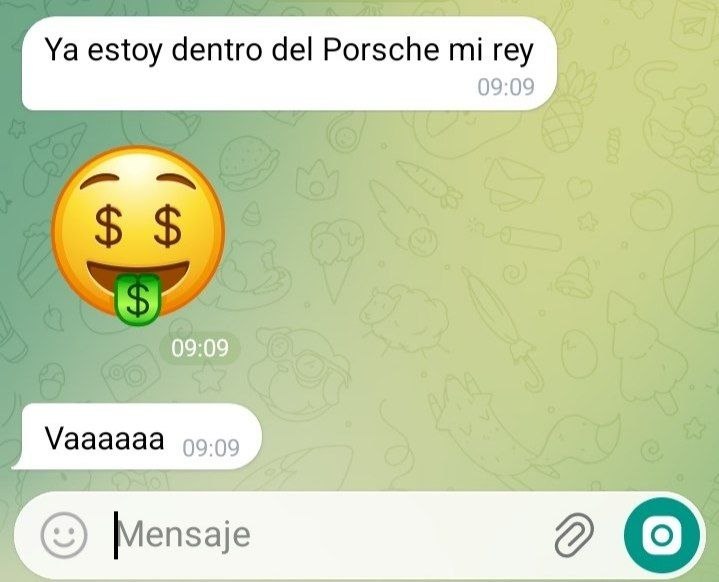 Ya estoy dentro del Porsche mi rey
09:09
$ $
$
09:09
Vaaaaaa 09:09
Mensaje